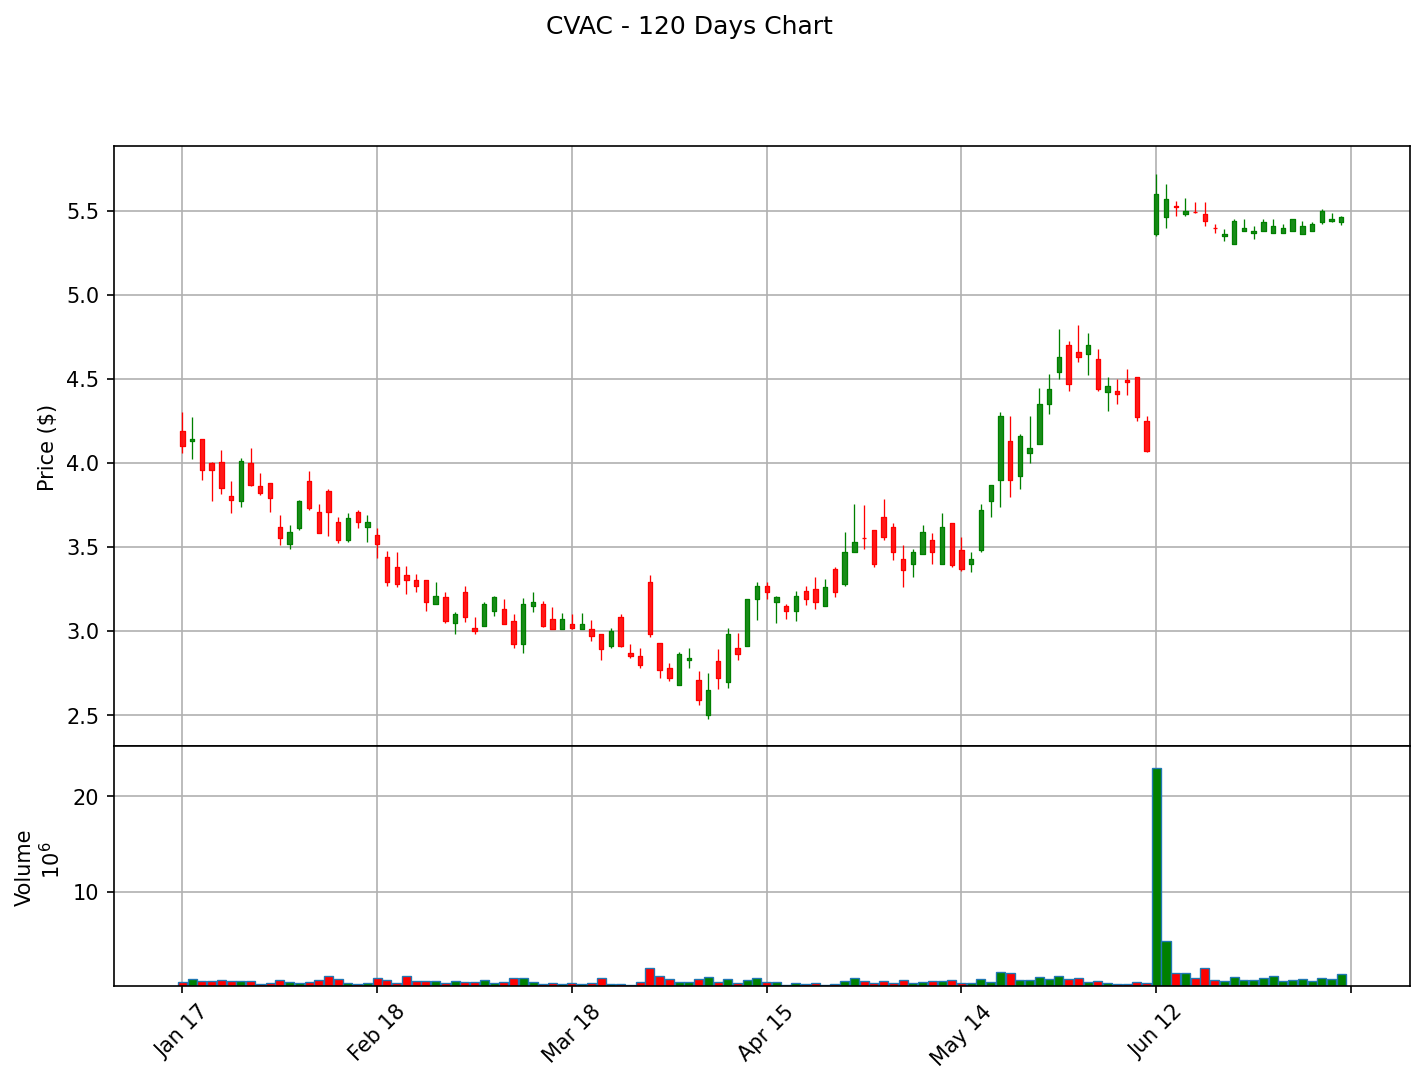 CVAC - 120 Days Chart
Price ($)
5.5
5.0
4.5
4.0
3.5
3.0
2.5
Volume
10⁶
20
10
Jan 17
Feb 18
Mar 18
Apr 15
May 14
Jun 12